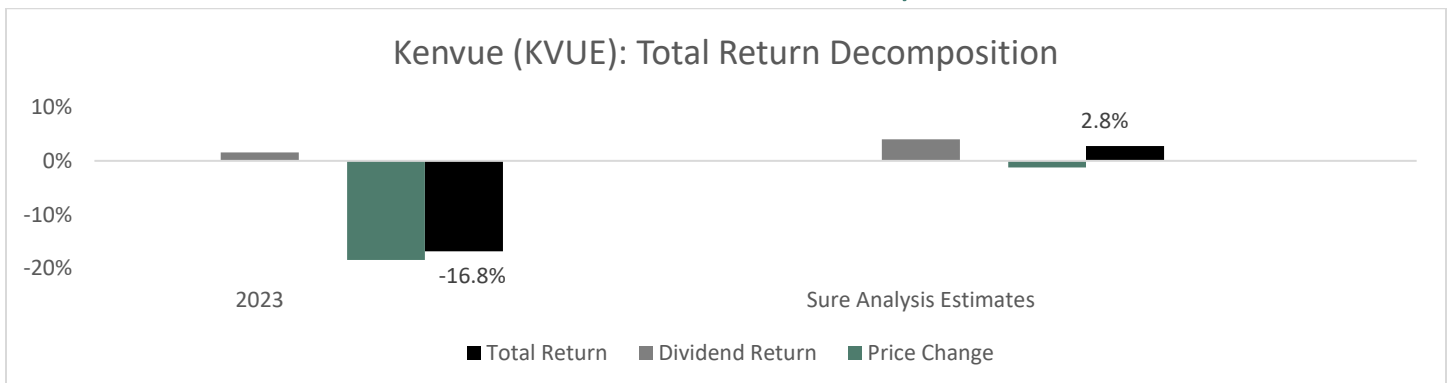 Kenvue (KVUE): Total Return Decomposition
10%
2.8%
0%
-10%
-20%
-16.8%
2023 Sure Analysis Estimates
Total Return Dividend Return Price Change